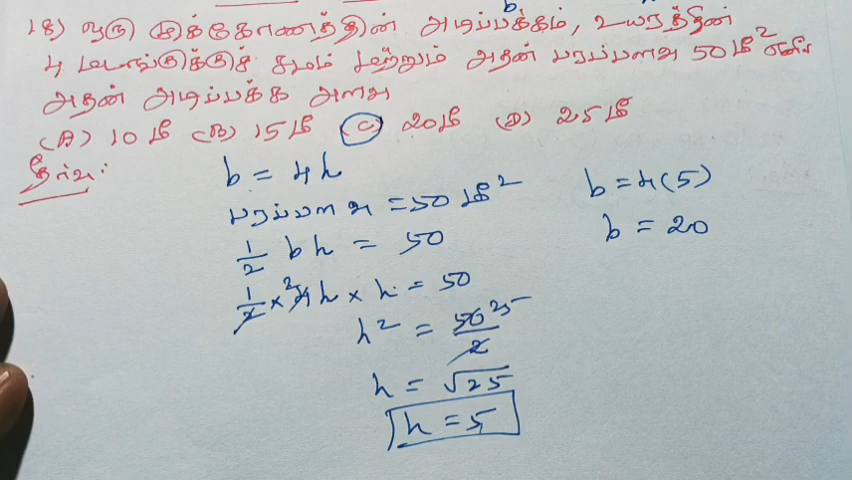 b
18) ஒரு முக்கோணத்தின் அடிப்பக்கம், உயரத்தின்
4 மடங்குக்குச் சமம் மற்றும் அதன் பரப்பளவு 50 மீ² எனில்
அதன் அடிப்பக்க அளவு
(A) 10 மீ (B) 15 மீ (C) 20 மீ (D) 25 மீ
தீர்வு:
b = 4h
பரப்பளவு = 50 மீ²
1/2 bh = 50
1/2 × 4h × h = 50
h² = 50/2 25
h = √25
h = 5
b = 4(5)
b = 20